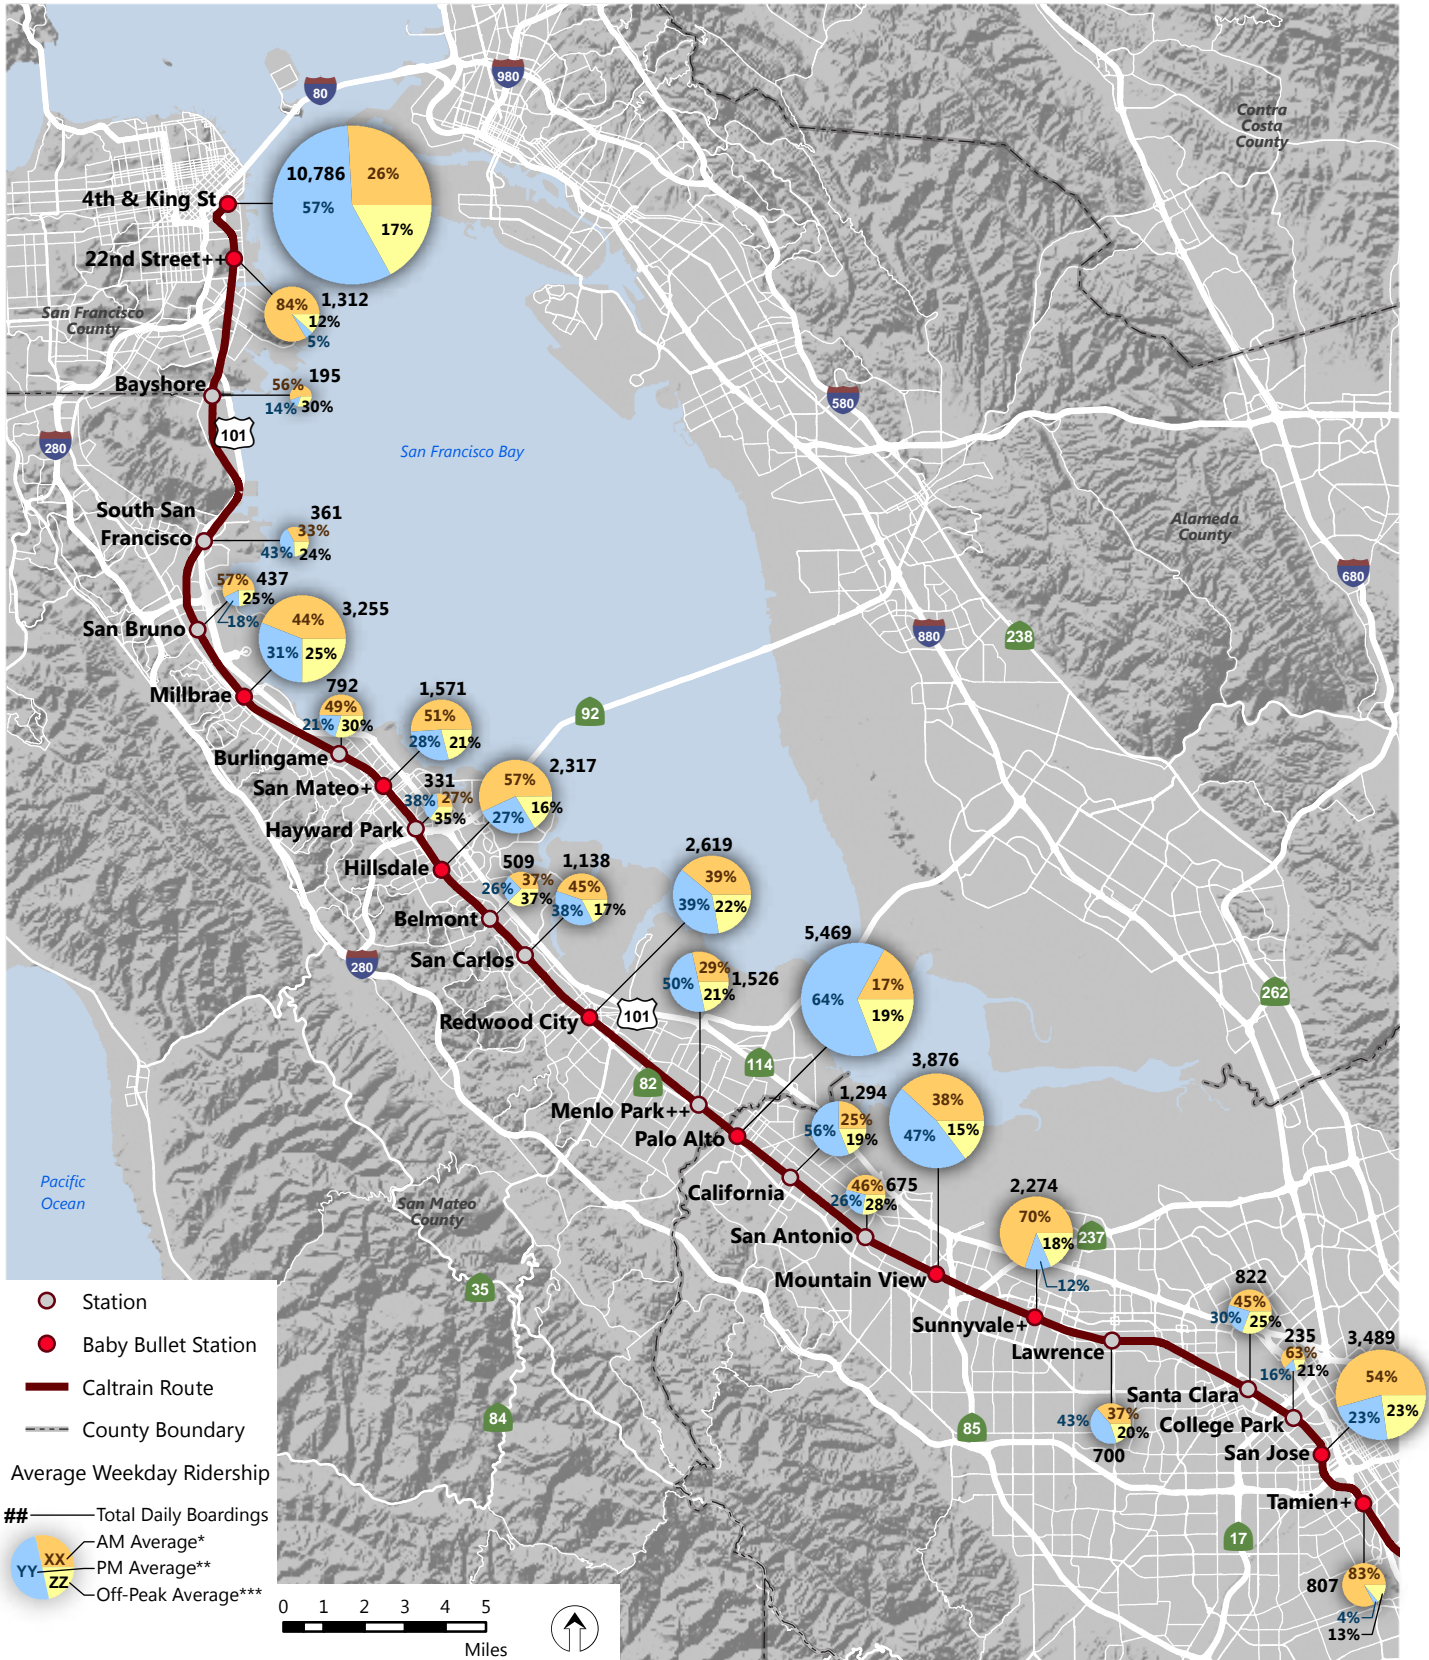 80
980
Contra
Costa
County
10,786
26%
57%
17%
4th & King St
22nd Street++
84%
1,312
12%
5%
San Francisco
County
Bayshore
195
56%
14%
30%
580
101
280
San Francisco Bay
South San
Francisco
361
33%
43%
24%
Alameda
County
680
57%
437
25%
18%
San Bruno
3,255
44%
31%
25%
880
238
Millbrae
792
49%
21%
30%
Burlingame
1,571
51%
28%
21%
92
San Mateo+
331
38%
27%
35%
Hayward Park
2,317
57%
27%
16%
Hillsdale
509
37%
26%
37%
Belmont
1,138
45%
38%
17%
San Carlos
2,619
39%
39%
22%
280
262
Redwood City
101
29%
1,526
50%
21%
5,469
64%
17%
19%
82
114
Menlo Park++
Palo Alto
3,876
38%
47%
15%
1,294
25%
56%
19%
California
Pacific
Ocean
San Mateo
County
46%
675
26%
28%
San Antonio
Mountain View
2,274
70%
18%
12%
237
Sunnyvale+
Lawrence
35
822
45%
30%
25%
235
63%
16%
21%
3,489
54%
23%
23%
Santa Clara
College Park
San Jose
84
85
43%
37%
20%
700
Tamien+
17
807
83%
4%
13%
Station
Baby Bullet Station
Caltrain Route
County Boundary
Average Weekday Ridership
## Total Daily Boardings
XX AM Average*
YY PM Average**
ZZ Off-Peak Average***
0 1 2 3 4 5
Miles